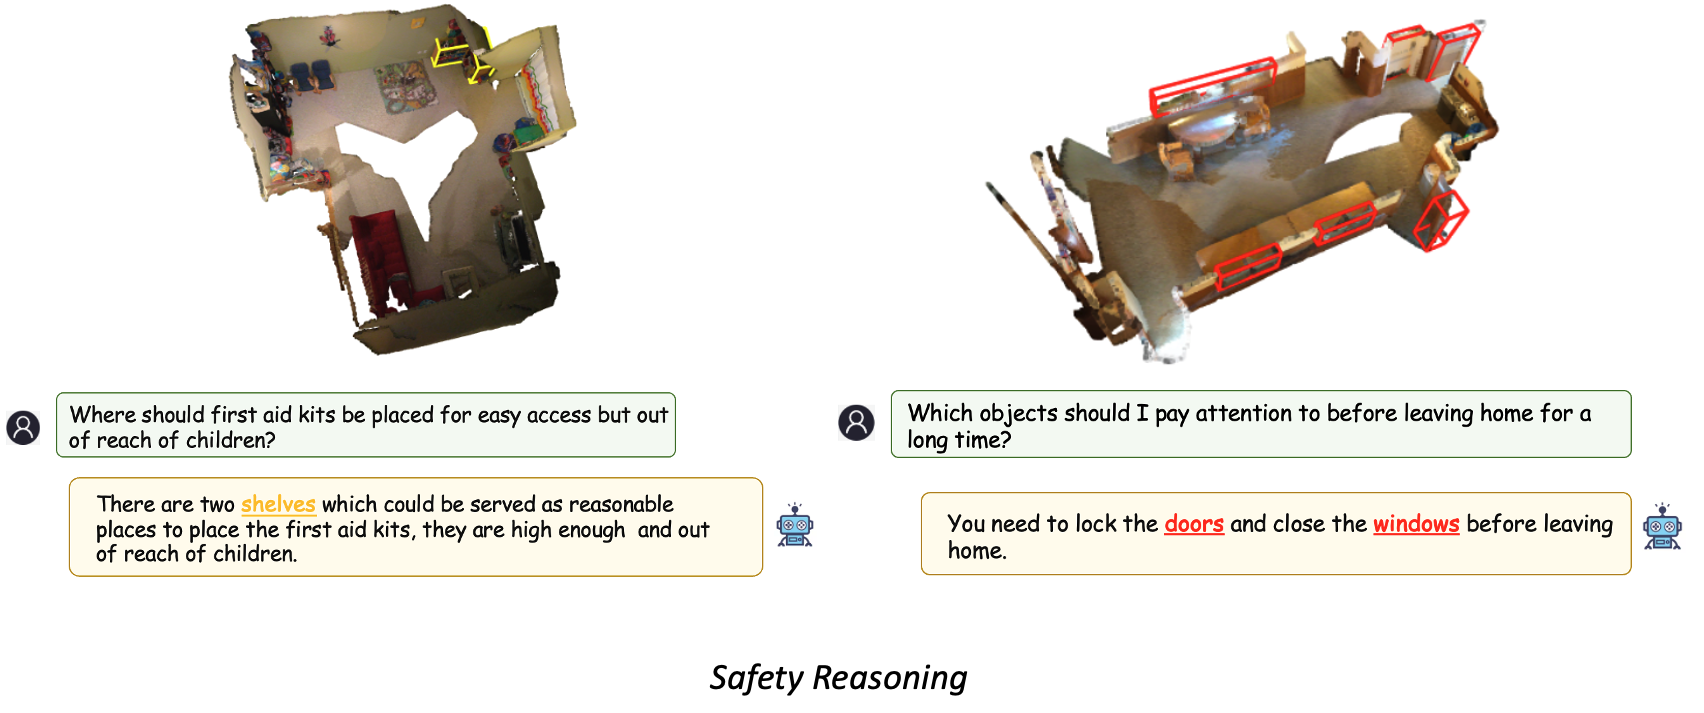 Where should first aid kits be placed for easy access but out
of reach of children?
There are two shelves which could be served as reasonable
places to place the first aid kits, they are high enough and out
of reach of children.
Which objects should I pay attention to before leaving home for a
long time?
You need to lock the doors and close the windows before leaving
home.
Safety Reasoning